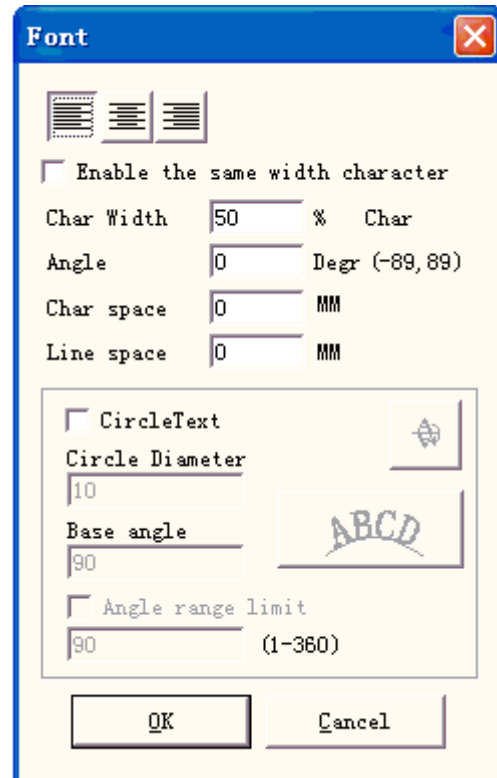 Font
Enable the same width character
Char Width 50 % Char
Angle 0 Degr (-89,89)
Char space 0 MM
Line space 0 MM
CircleText
Circle Diameter
10
Base angle
90
ABCD
Angle range limit
90 (1-360)
OK Cancel